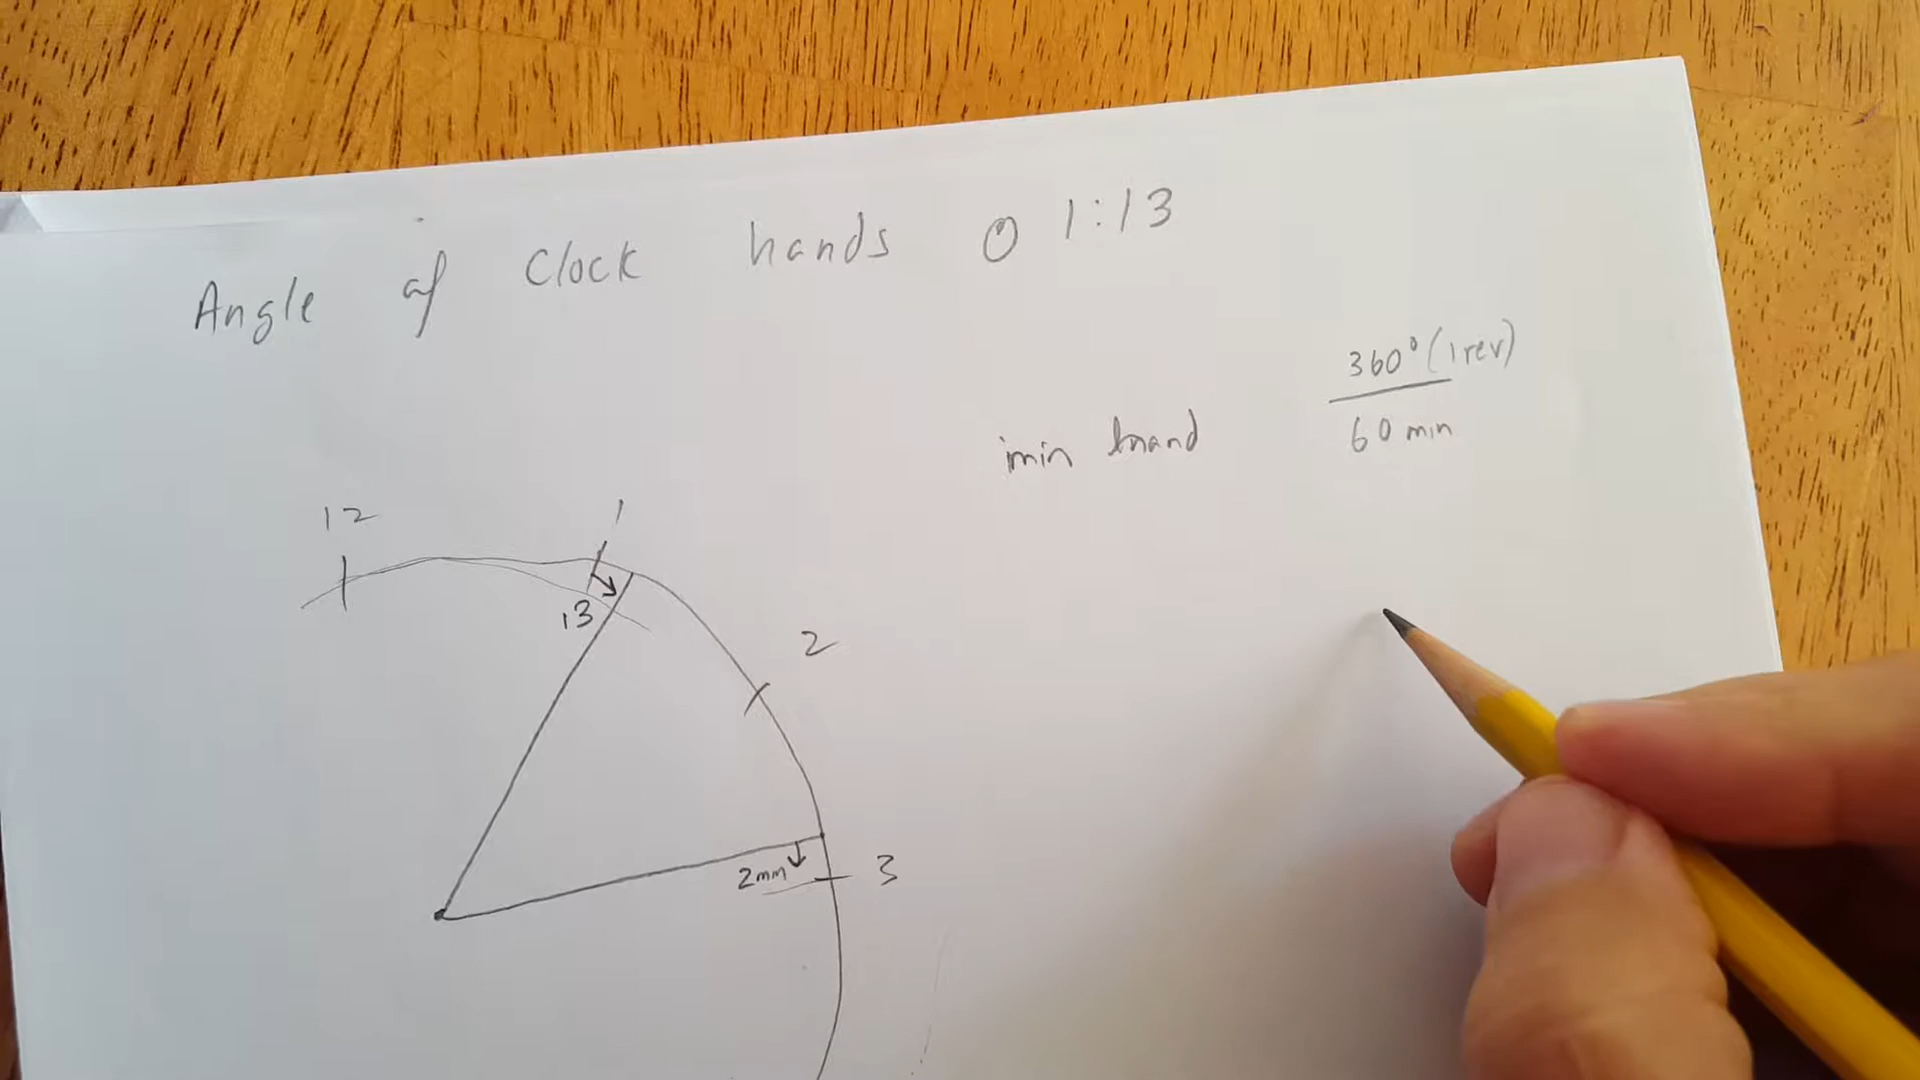 Angle of Clock hands @ 1:13
360° (1 rev)
min hand
60 min
12
1
13
2
2mm
3